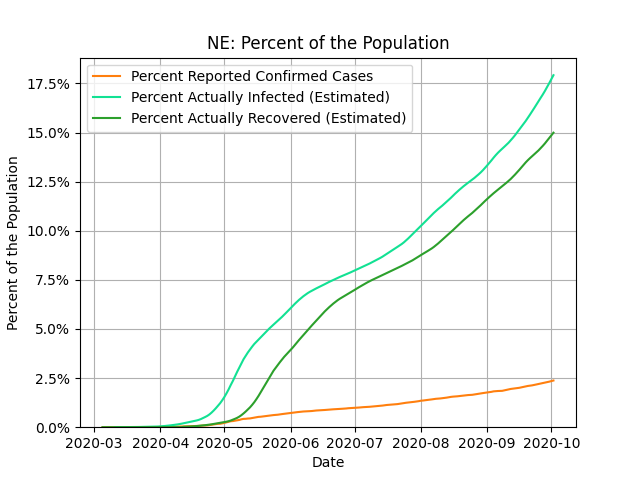 NE: Percent of the Population
Percent Reported Confirmed Cases
Percent Actually Infected (Estimated)
Percent Actually Recovered (Estimated)
Percent of the Population
17.5%
15.0%
12.5%
10.0%
7.5%
5.0%
2.5%
0.0%
2020-03 2020-04 2020-05 2020-06 2020-07 2020-08 2020-09 2020-10
Date